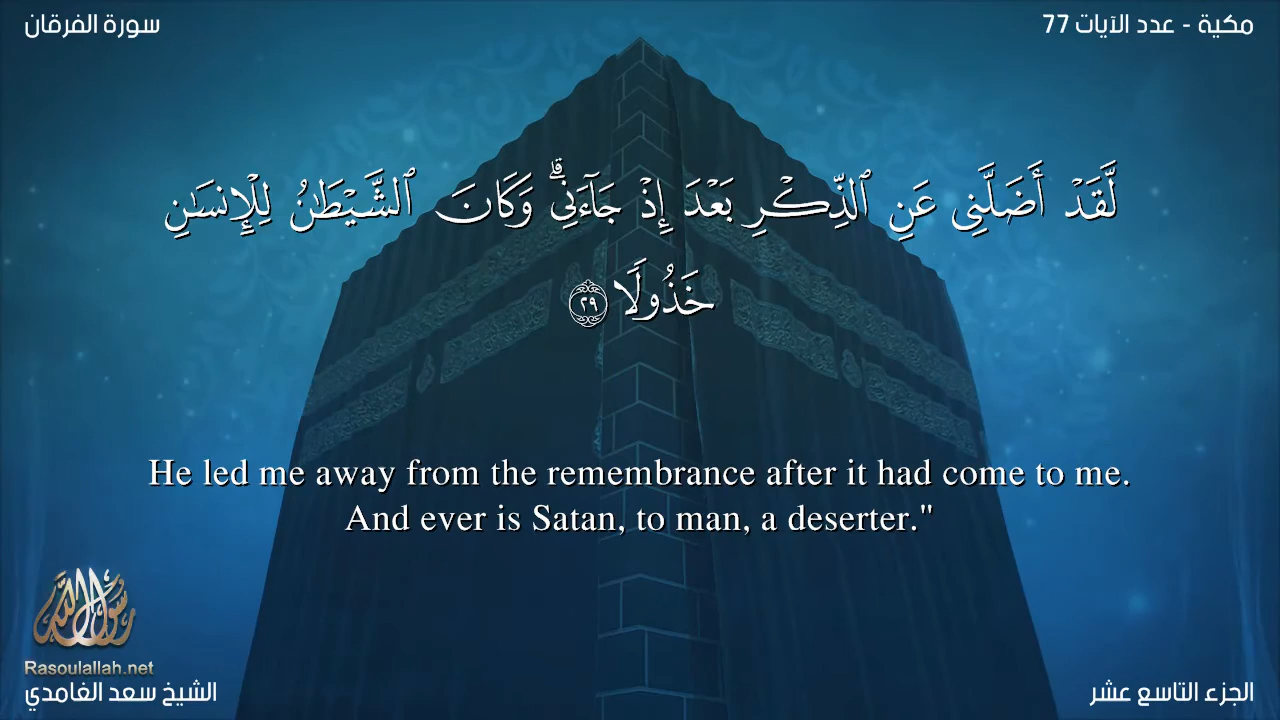 مكية - عدد الآيات 77
سورة الفرقان
لَّقَدْ أَضَلَّنِى عَنِ ٱلذِّكْرِ بَعْدَ إِذْ جَآءَنِى ۗ وَكَانَ ٱلشَّيْطَٰنُ لِلْإِنسَٰنِ
خَذُولًا ٢٩
He led me away from the remembrance after it had come to me.
And ever is Satan, to man, a deserter."
رسول الله
Rasoulallah.net
الجزء التاسع عشر
الشيخ سعد الغامدي